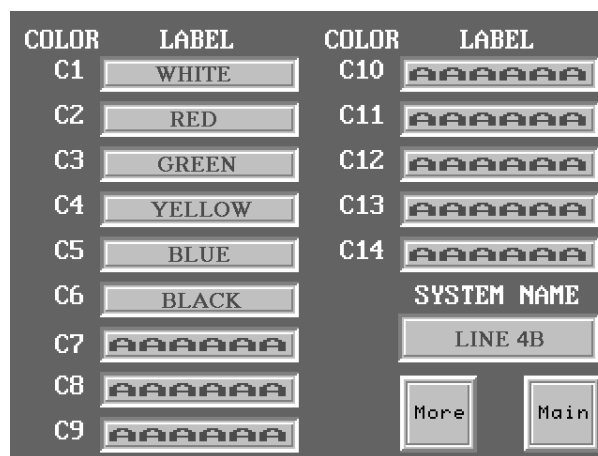 COLOR LABEL COLOR LABEL
C1 WHITE C10 AAAAAA
C2 RED C11 AAAAAA
C3 GREEN C12 AAAAAA
C4 YELLOW C13 AAAAAA
C5 BLUE C14 AAAAAA
C6 BLACK SYSTEM NAME
C7 AAAAAA LINE 4B
C8 AAAAAA
C9 AAAAAA
More Main